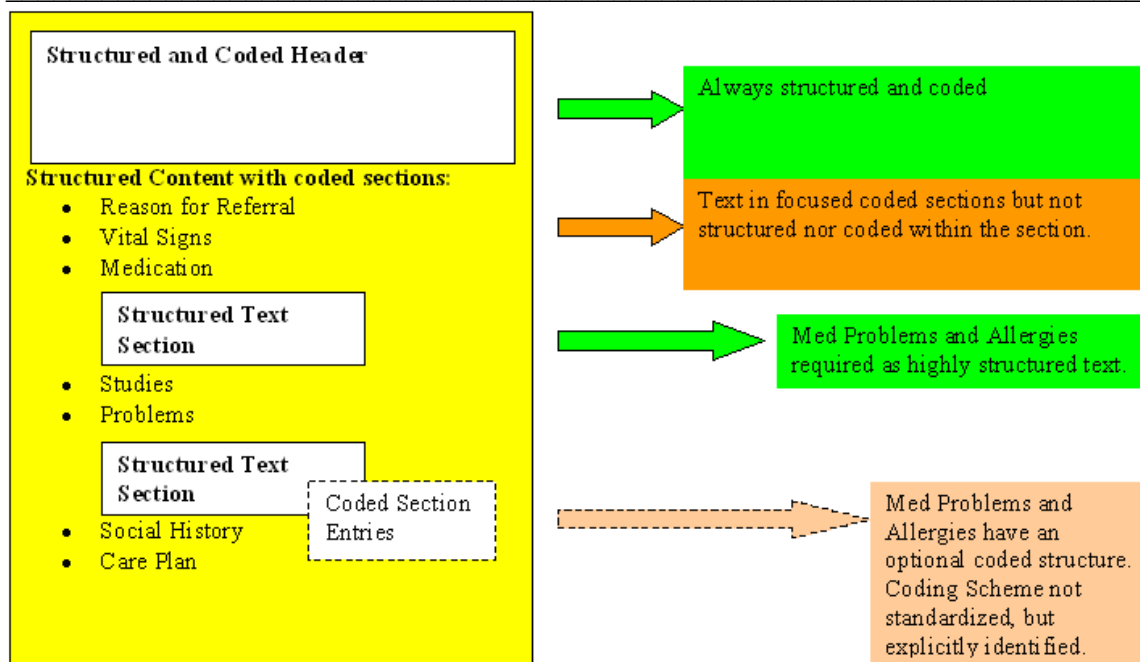 Structured and Coded Header
Always structured and coded
Structured Content with coded sections:
• Reason for Referral
• Vital Signs
• Medication
Text in focused coded sections but not
structured nor coded within the section.
Structured Text
Section
Med Problems and Allergies
required as highly structured text.
• Studies
• Problems
Structured Text
Section
Coded Section
Entries
• Social History
• Care Plan
Med Problems and
Allergies have an
optional coded structure.
Coding Scheme not
standardized, but
explicitly identified.